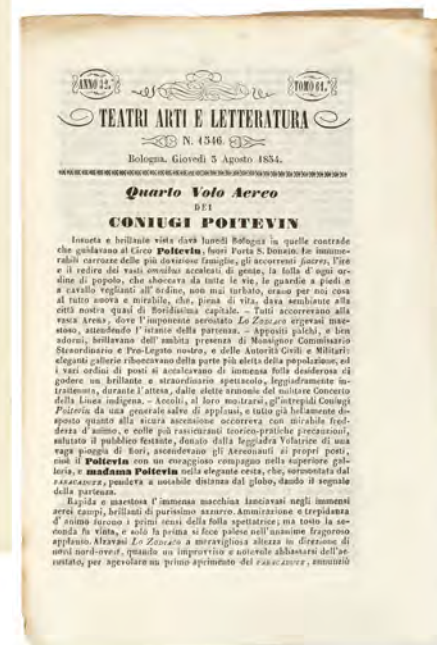 ANNO 32.°
TOMO 61.°
TEATRI ARTI E LETTERATURA
N. 1546.
Bologna. Giovedì 3 Agosto 1854.
Quarto Volo Aereo
DEI
CONIUGI POITEVIN
Insueta e brillante vista dava lunedì Bologna in quelle contrade
che guidavano al Circo Poitevin, fuori Porta S. Donato. Le innume-
rabili carrozze delle più doviziose famiglie, gli accorrenti fiacres, l'ire
e il redire dei vasti omnibus accalcati di gente, la folla d'ogni or-
dine di popolo, che sboccava da tutte le vie, le guardie a piedi e
a cavallo veglianti all'ordine, non mai turbato, erano per noi cosa
al tutto nuova e mirabile, che, piena di vita, dava sembiante alla
città nostra quasi di floridissima capitale. - Tutti accorrevano alla
vasta Arena, dove l'imponente aerostato Lo Zodiaco ergevasi mae-
stoso, attendendo l'istante della partenza. - Appositi palchi, e ben
adorni, brillavano dell'ambita presenza di Monsignor Commissario
Straordinario e Pro-Legato nostro, e delle Autorità Civili e Militari:
eleganti gallerie riboccavano della parte più eletta della popolazione, ed
i vari ordini di posti si accalcavano di immensa folla desiderosa di
godere un brillante e straordinario spettacolo, leggiadramente in-
trattenuta, durante l'attesa, dalle elette armonie del militare Concerto
della Linea indigena. - Accolti, al loro mostrarsi, gl'intrepidi Coniugi
Poitevin da una generale salve di applausi, e tutto già bellamente di-
sposto quanto alla sicura ascensione occorreva con mirabile fred-
dezza d'animo, e colle più rassicuranti teorico-pratiche precauzioni,
salutato il pubblico festante, donato dalla leggiadra Volatrice di una
vaga pioggia di fiori, ascendevano gli Aereonauti ai propri posti,
cioè il Poitevin con un coraggioso compagno nella superiore gal-
leria, e madama Poitevin nella elegante cesta, che, sormontata dal
PARACADUTE, pendeva a notabile distanza dal globo, dando il segnale
della partenza.
Rapida e maestosa l'immensa macchina lanciavasi negli immensi
aerei campi, brillanti di purissimo azzurro. Ammirazione e trepidanza
d'animo furono i primi sensi della folla spettatrice; ma tosto la se-
conda fu vinta, e solo la prima si fece palese nell'unanime fragoroso
applauso. Alzavasi Lo Zodiaco a meravigliosa altezza in direzione di
nord nord-ovest, quando un improvviso e notevole abbassarsi dell'ae-
rostato, per agevolare un primo aprimento del PARACADUTE, annunziò